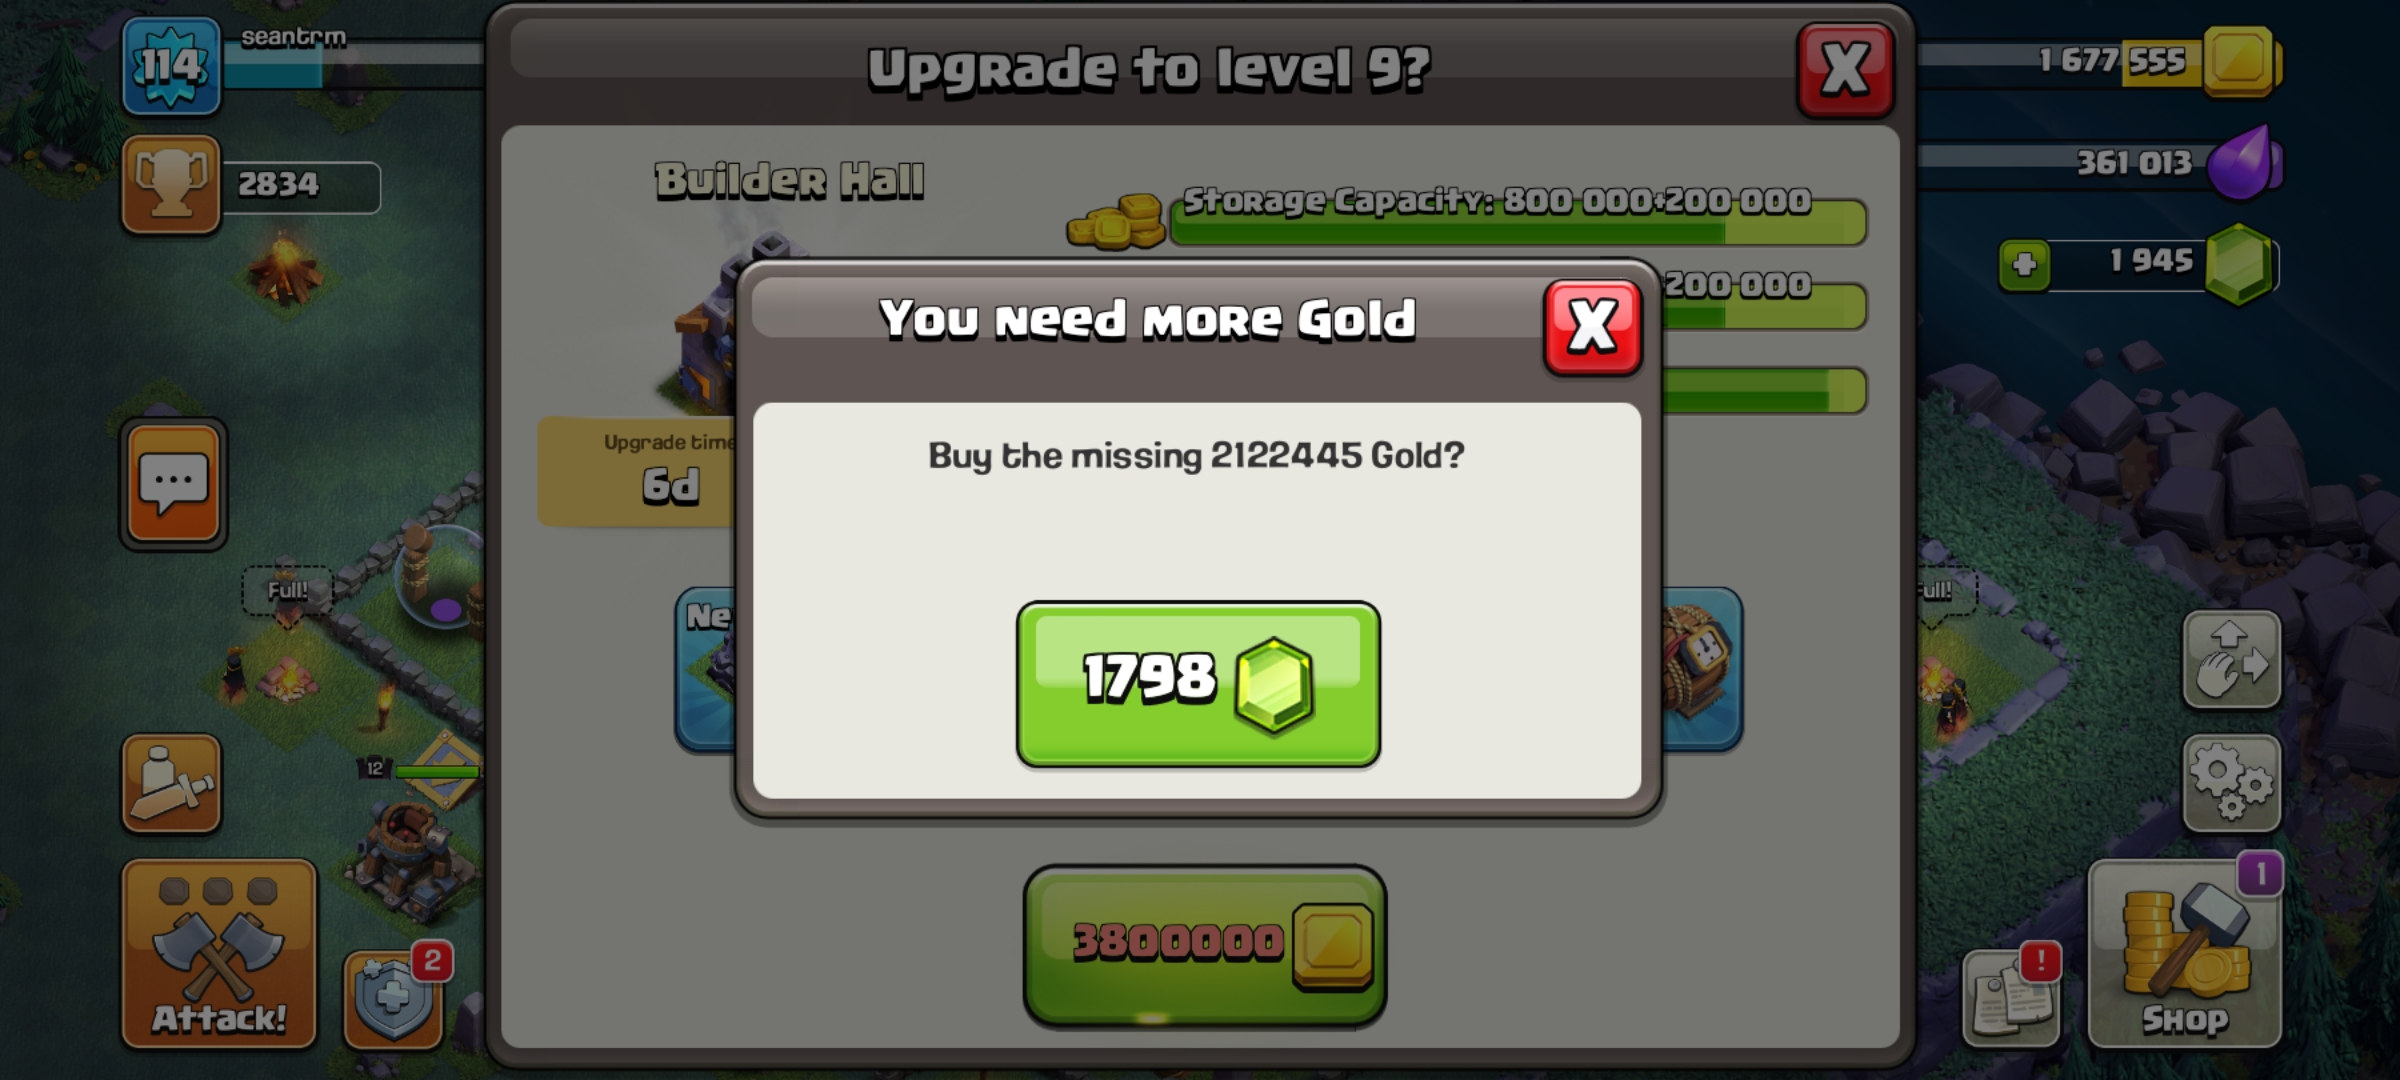 seantrm
114
2834
Upgrade to level 9?
1 677 555
361 013
1 945
Builder Hall
Storage Capacity: 800 000+200 000
200 000
You need more Gold
Buy the missing 2122445 Gold?
1798
Upgrade time
6d
Full!
12
3800000
Attack!
2
!
1
Shop